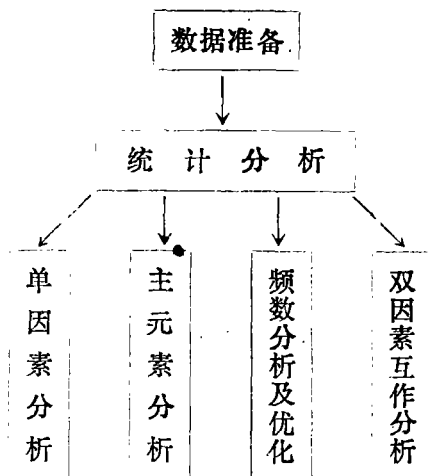 数据准备
统计分析
单因素分析
主元素分析
频数分析及优化
双因素互作分析